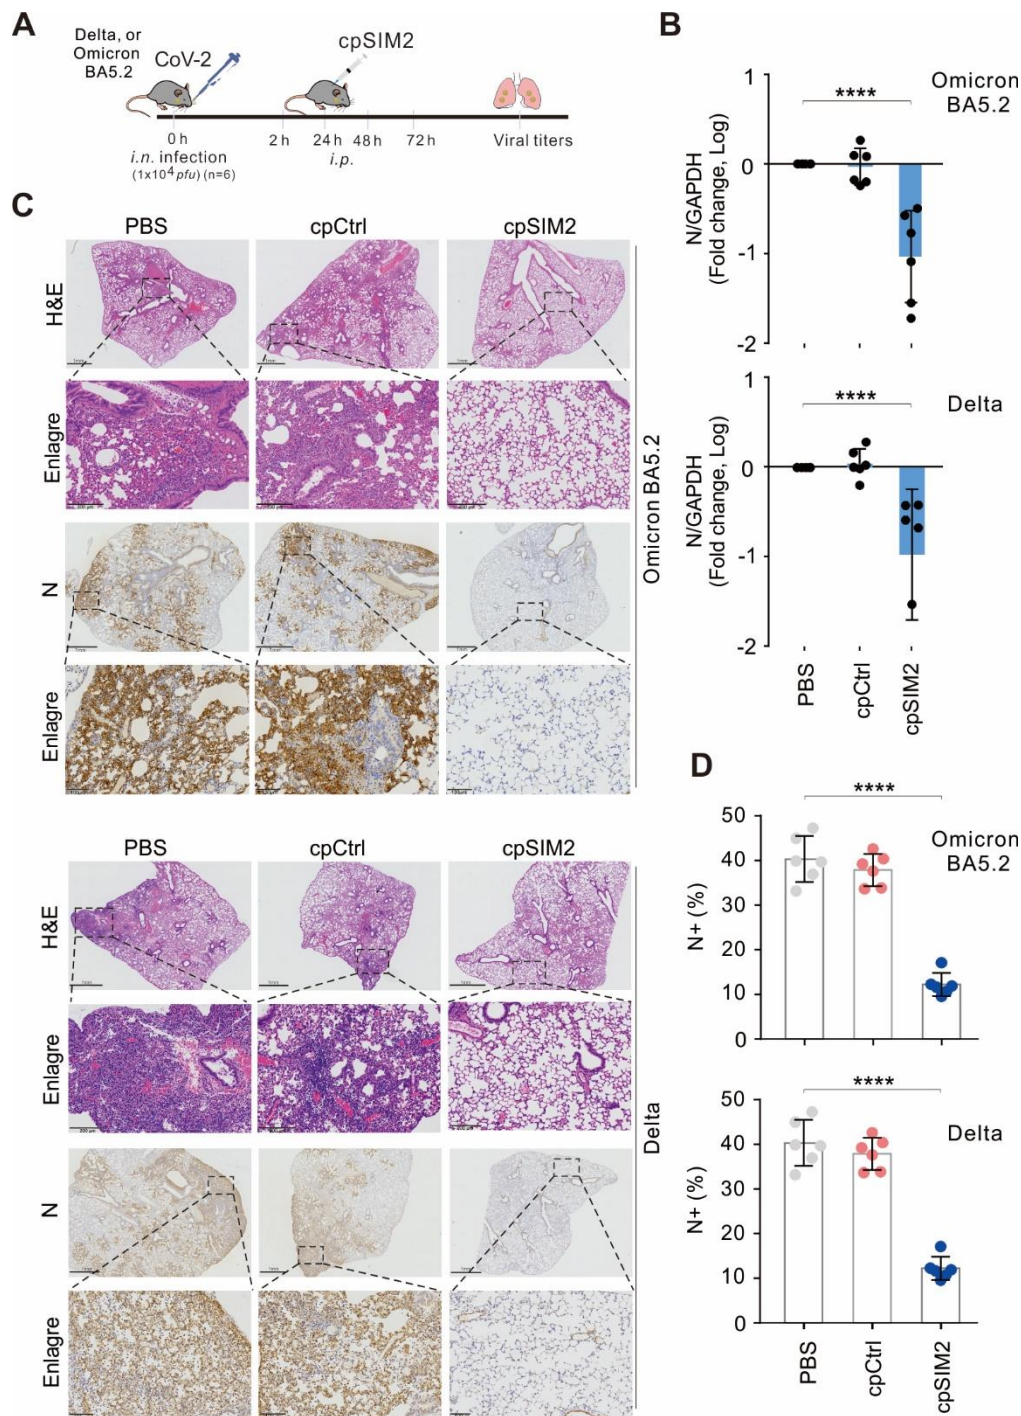 A
Delta, or
Omicron
BA5.2
CoV-2
cpSIM2
0 h
2 h
24 h
48 h
72 h
Viral titers
i.n. infection
(1x10⁴ pfu) (n=6)
i.p.
B
Omicron
BA5.2
****
N/GAPDH
(Fold change, Log)
1
0
-1
-2
Delta
****
N/GAPDH
(Fold change, Log)
1
0
-1
-2
PBS
cpCtrl
cpSIM2
C
PBS
cpCtrl
cpSIM2
H&E
Enlagre
N
Enlagre
Omicron BA5.2
PBS
cpCtrl
cpSIM2
H&E
Enlagre
N
Enlagre
Delta
D
****
Omicron
BA5.2
N+ (%)
50
40
30
20
10
0
****
Delta
N+ (%)
50
40
30
20
10
0
PBS
cpCtrl
cpSIM2